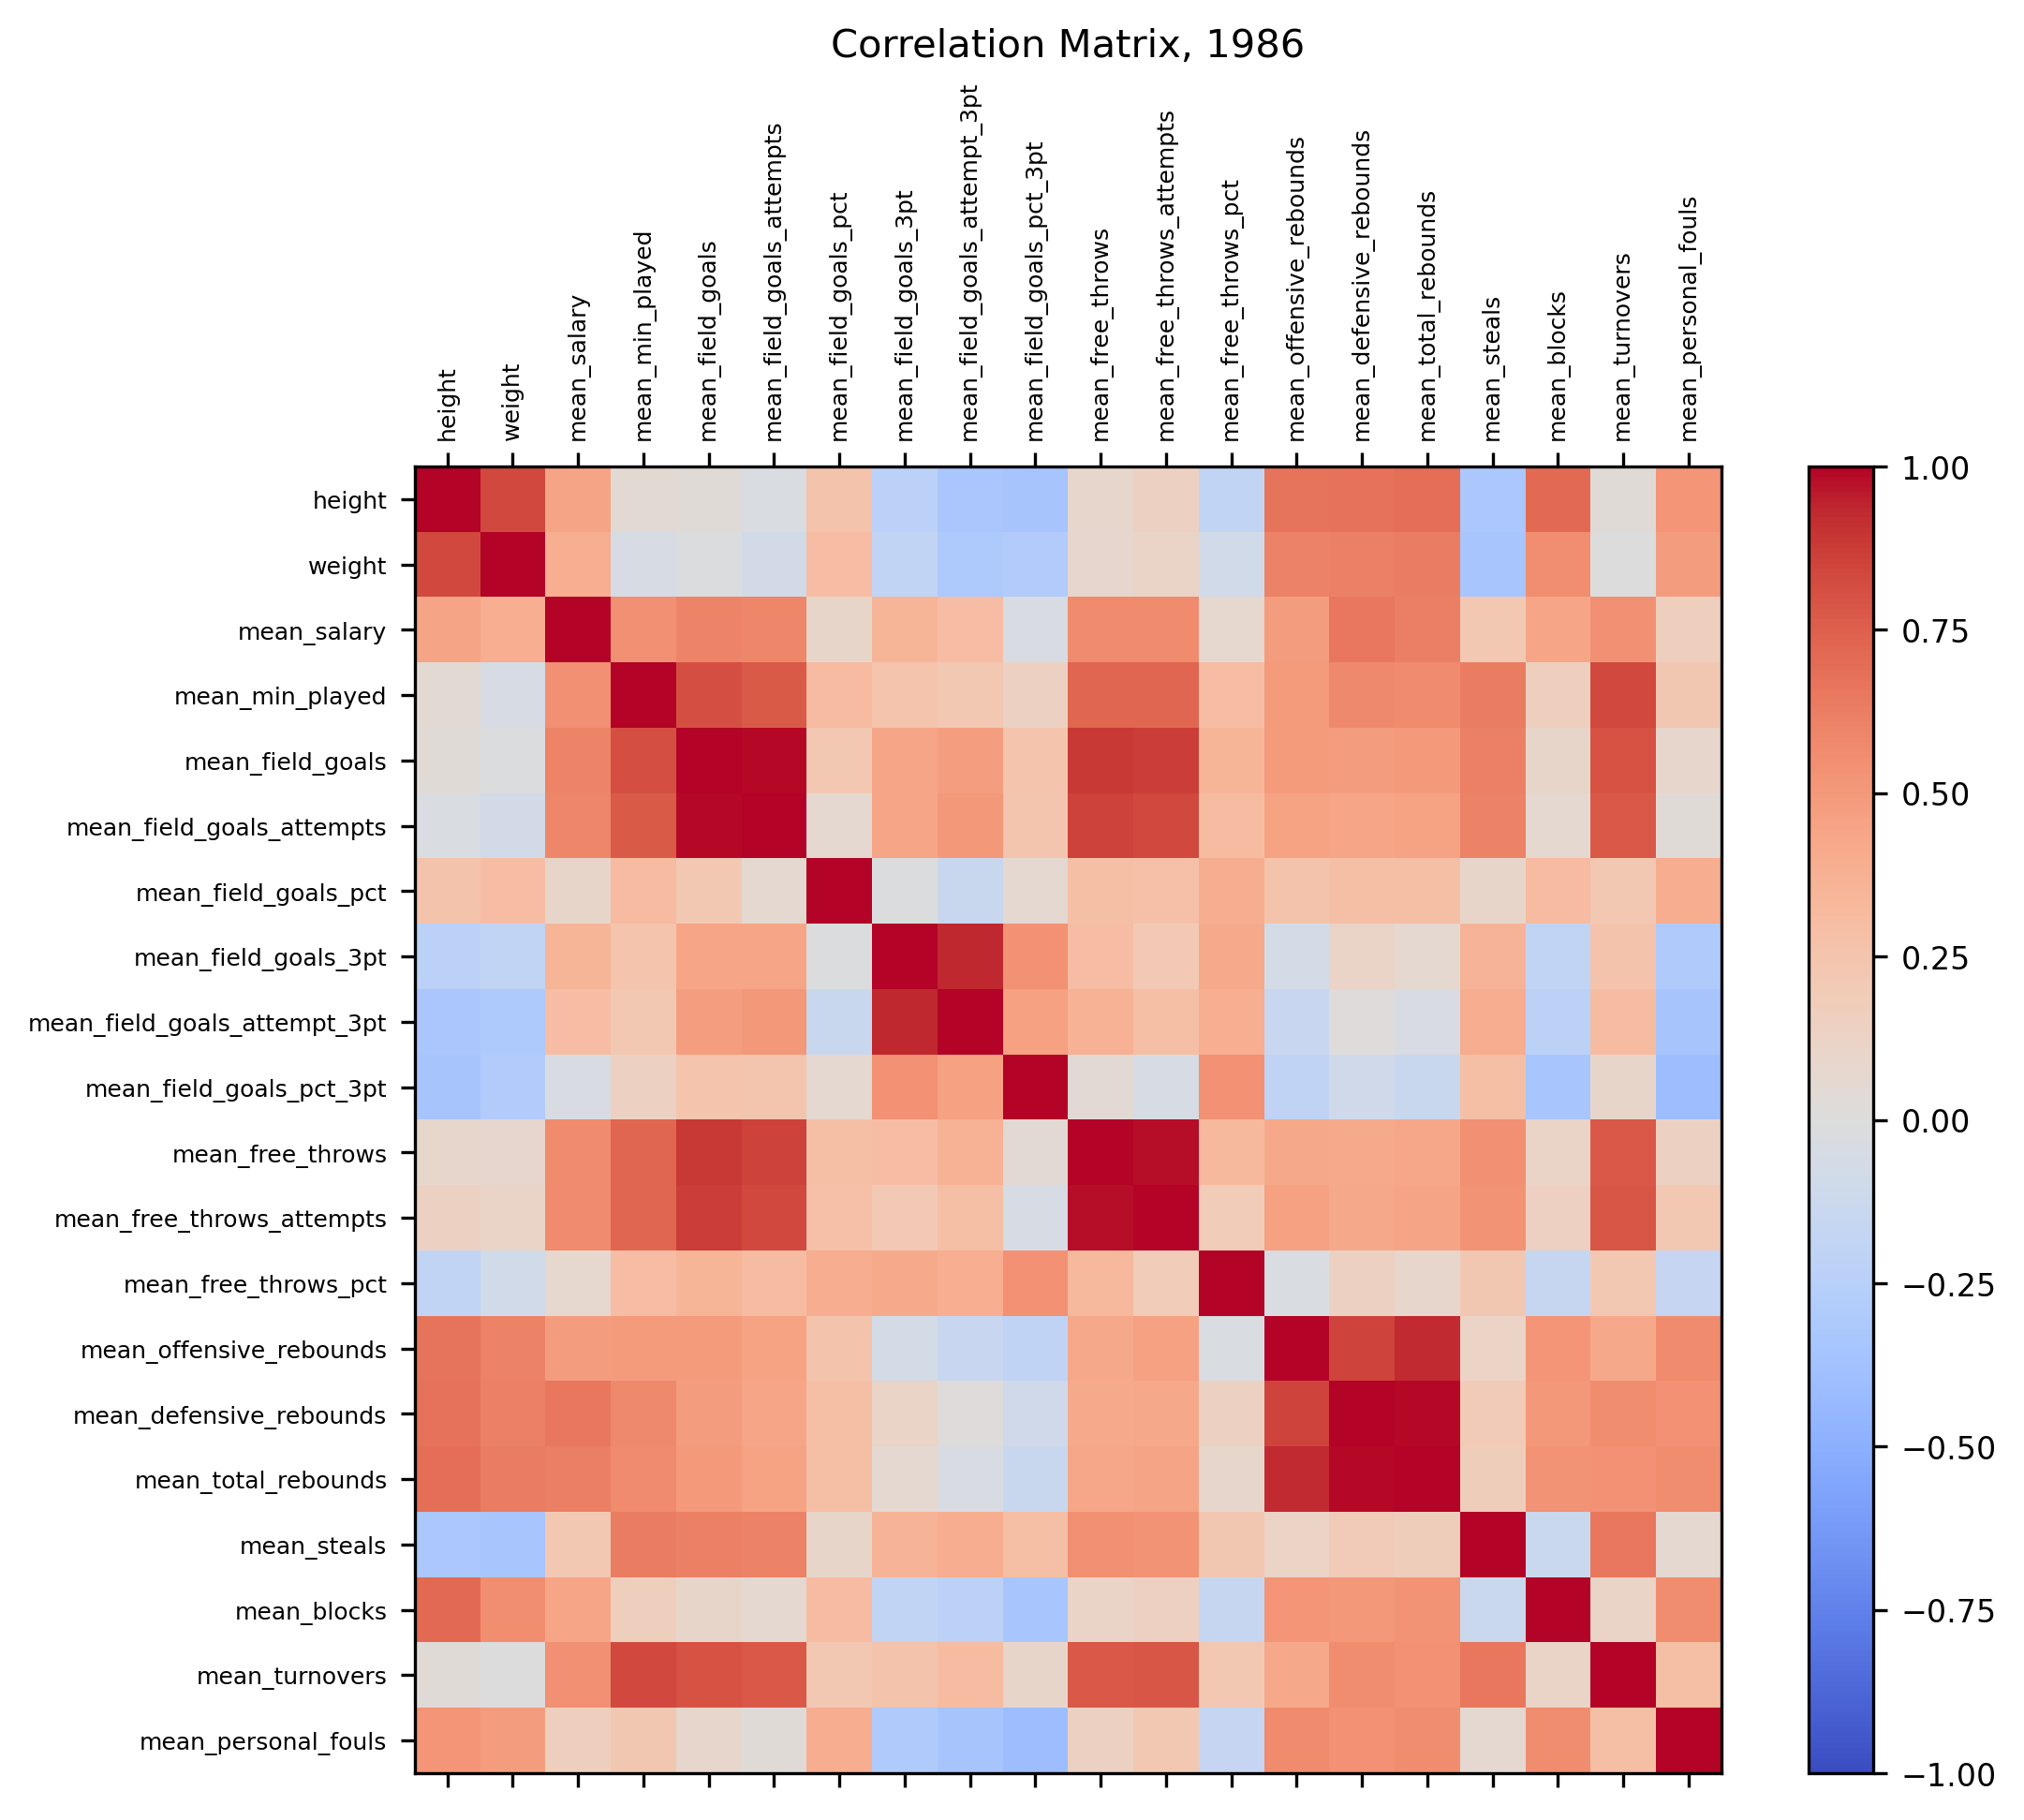 Correlation Matrix, 1986
height
weight
mean_salary
mean_min_played
mean_field_goals
mean_field_goals_attempts
mean_field_goals_pct
mean_field_goals_3pt
mean_field_goals_attempt_3pt
mean_field_goals_pct_3pt
mean_free_throws
mean_free_throws_attempts
mean_free_throws_pct
mean_offensive_rebounds
mean_defensive_rebounds
mean_total_rebounds
mean_steals
mean_blocks
mean_turnovers
mean_personal_fouls
height
weight
mean_salary
mean_min_played
mean_field_goals
mean_field_goals_attempts
mean_field_goals_pct
mean_field_goals_3pt
mean_field_goals_attempt_3pt
mean_field_goals_pct_3pt
mean_free_throws
mean_free_throws_attempts
mean_free_throws_pct
mean_offensive_rebounds
mean_defensive_rebounds
mean_total_rebounds
mean_steals
mean_blocks
mean_turnovers
mean_personal_fouls
1.00
0.75
0.50
0.25
0.00
−0.25
−0.50
−0.75
−1.00